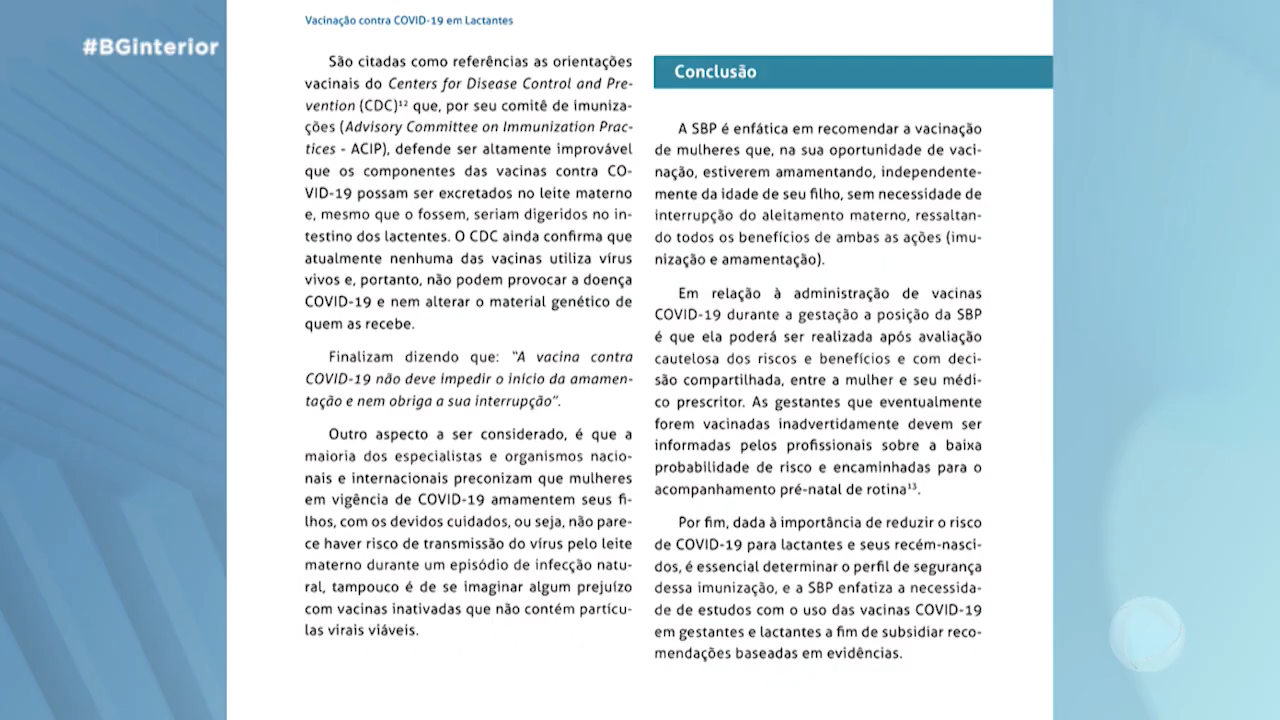 Vacinação contra COVID-19 em Lactantes
#BGinterior
São citadas como referências as orientações
vacinais do Centers for Disease Control and Pre-
vention (CDC)¹² que, por seu comitê de imuniza-
ções (Advisory Committee on Immunization Prac-
tices - ACIP), defende ser altamente improvável
que os componentes das vacinas contra CO-
VID-19 possam ser excretados no leite materno
e, mesmo que o fossem, seriam digeridos no in-
testino dos lactentes. O CDC ainda confirma que
atualmente nenhuma das vacinas utiliza vírus
vivos e, portanto, não podem provocar a doença
COVID-19 e nem alterar o material genético de
quem as recebe.
Finalizam dizendo que: “A vacina contra
COVID-19 não deve impedir o início da amamen-
tação e nem obriga a sua interrupção”.
Outro aspecto a ser considerado, é que a
maioria dos especialistas e organismos nacio-
nais e internacionais preconizam que mulheres
em vigência de COVID-19 amamentem seus fi-
lhos, com os devidos cuidados, ou seja, não pare-
ce haver risco de transmissão do vírus pelo leite
materno durante um episódio de infecção natu-
ral, tampouco é de se imaginar algum prejuízo
com vacinas inativadas que não contém partícu-
las virais viáveis.
Conclusão
A SBP é enfática em recomendar a vacinação
de mulheres que, na sua oportunidade de vaci-
nação, estiverem amamentando, independente-
mente da idade de seu filho, sem necessidade de
interrupção do aleitamento materno, ressaltan-
do todos os benefícios de ambas as ações (imu-
nização e amamentação).
Em relação à administração de vacinas
COVID-19 durante a gestação a posição da SBP
é que ela poderá ser realizada após avaliação
cautelosa dos riscos e benefícios e com deci-
são compartilhada, entre a mulher e seu médi-
co prescritor. As gestantes que eventualmente
forem vacinadas inadvertidamente devem ser
informadas pelos profissionais sobre a baixa
probabilidade de risco e encaminhadas para o
acompanhamento pré-natal de rotina¹³.
Por fim, dada à importância de reduzir o risco
de COVID-19 para lactantes e seus recém-nasci-
dos, é essencial determinar o perfil de segurança
dessa imunização, e a SBP enfatiza a necessida-
de de estudos com o uso das vacinas COVID-19
em gestantes e lactantes a fim de subsidiar reco-
mendações baseadas em evidências.